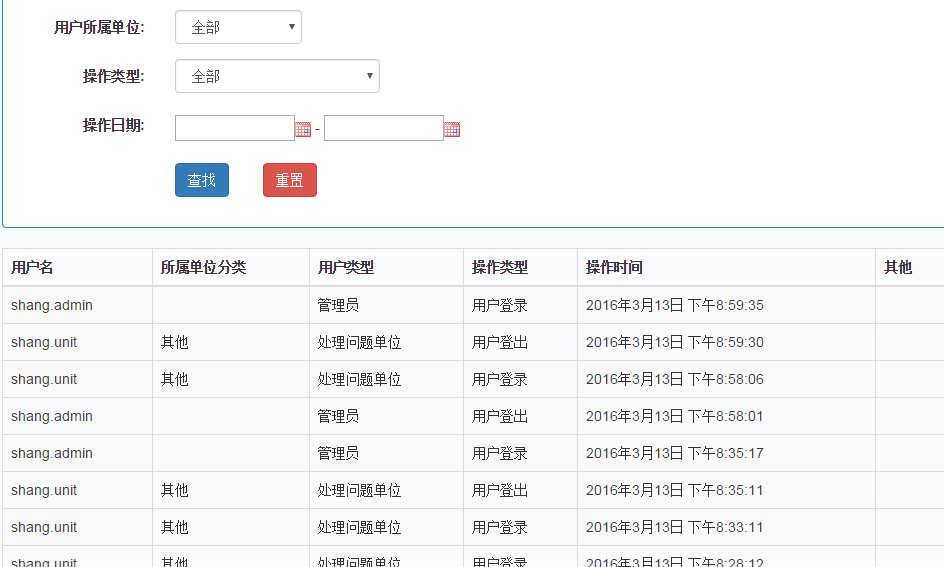 用户所属单位: 全部
操作类型: 全部
操作日期: -
查找 重置
用户名 所属单位分类 用户类型 操作类型 操作时间 其他
shang.admin 管理员 用户登录 2016年3月13日 下午8:59:35
shang.unit 其他 处理问题单位 用户登出 2016年3月13日 下午8:59:30
shang.unit 其他 处理问题单位 用户登录 2016年3月13日 下午8:58:06
shang.admin 管理员 用户登出 2016年3月13日 下午8:58:01
shang.admin 管理员 用户登录 2016年3月13日 下午8:35:17
shang.unit 其他 处理问题单位 用户登出 2016年3月13日 下午8:35:11
shang.unit 其他 处理问题单位 用户登录 2016年3月13日 下午8:33:11
shang.unit 其他 处理问题单位 用户登录 2016年3月13日 下午8:28:12